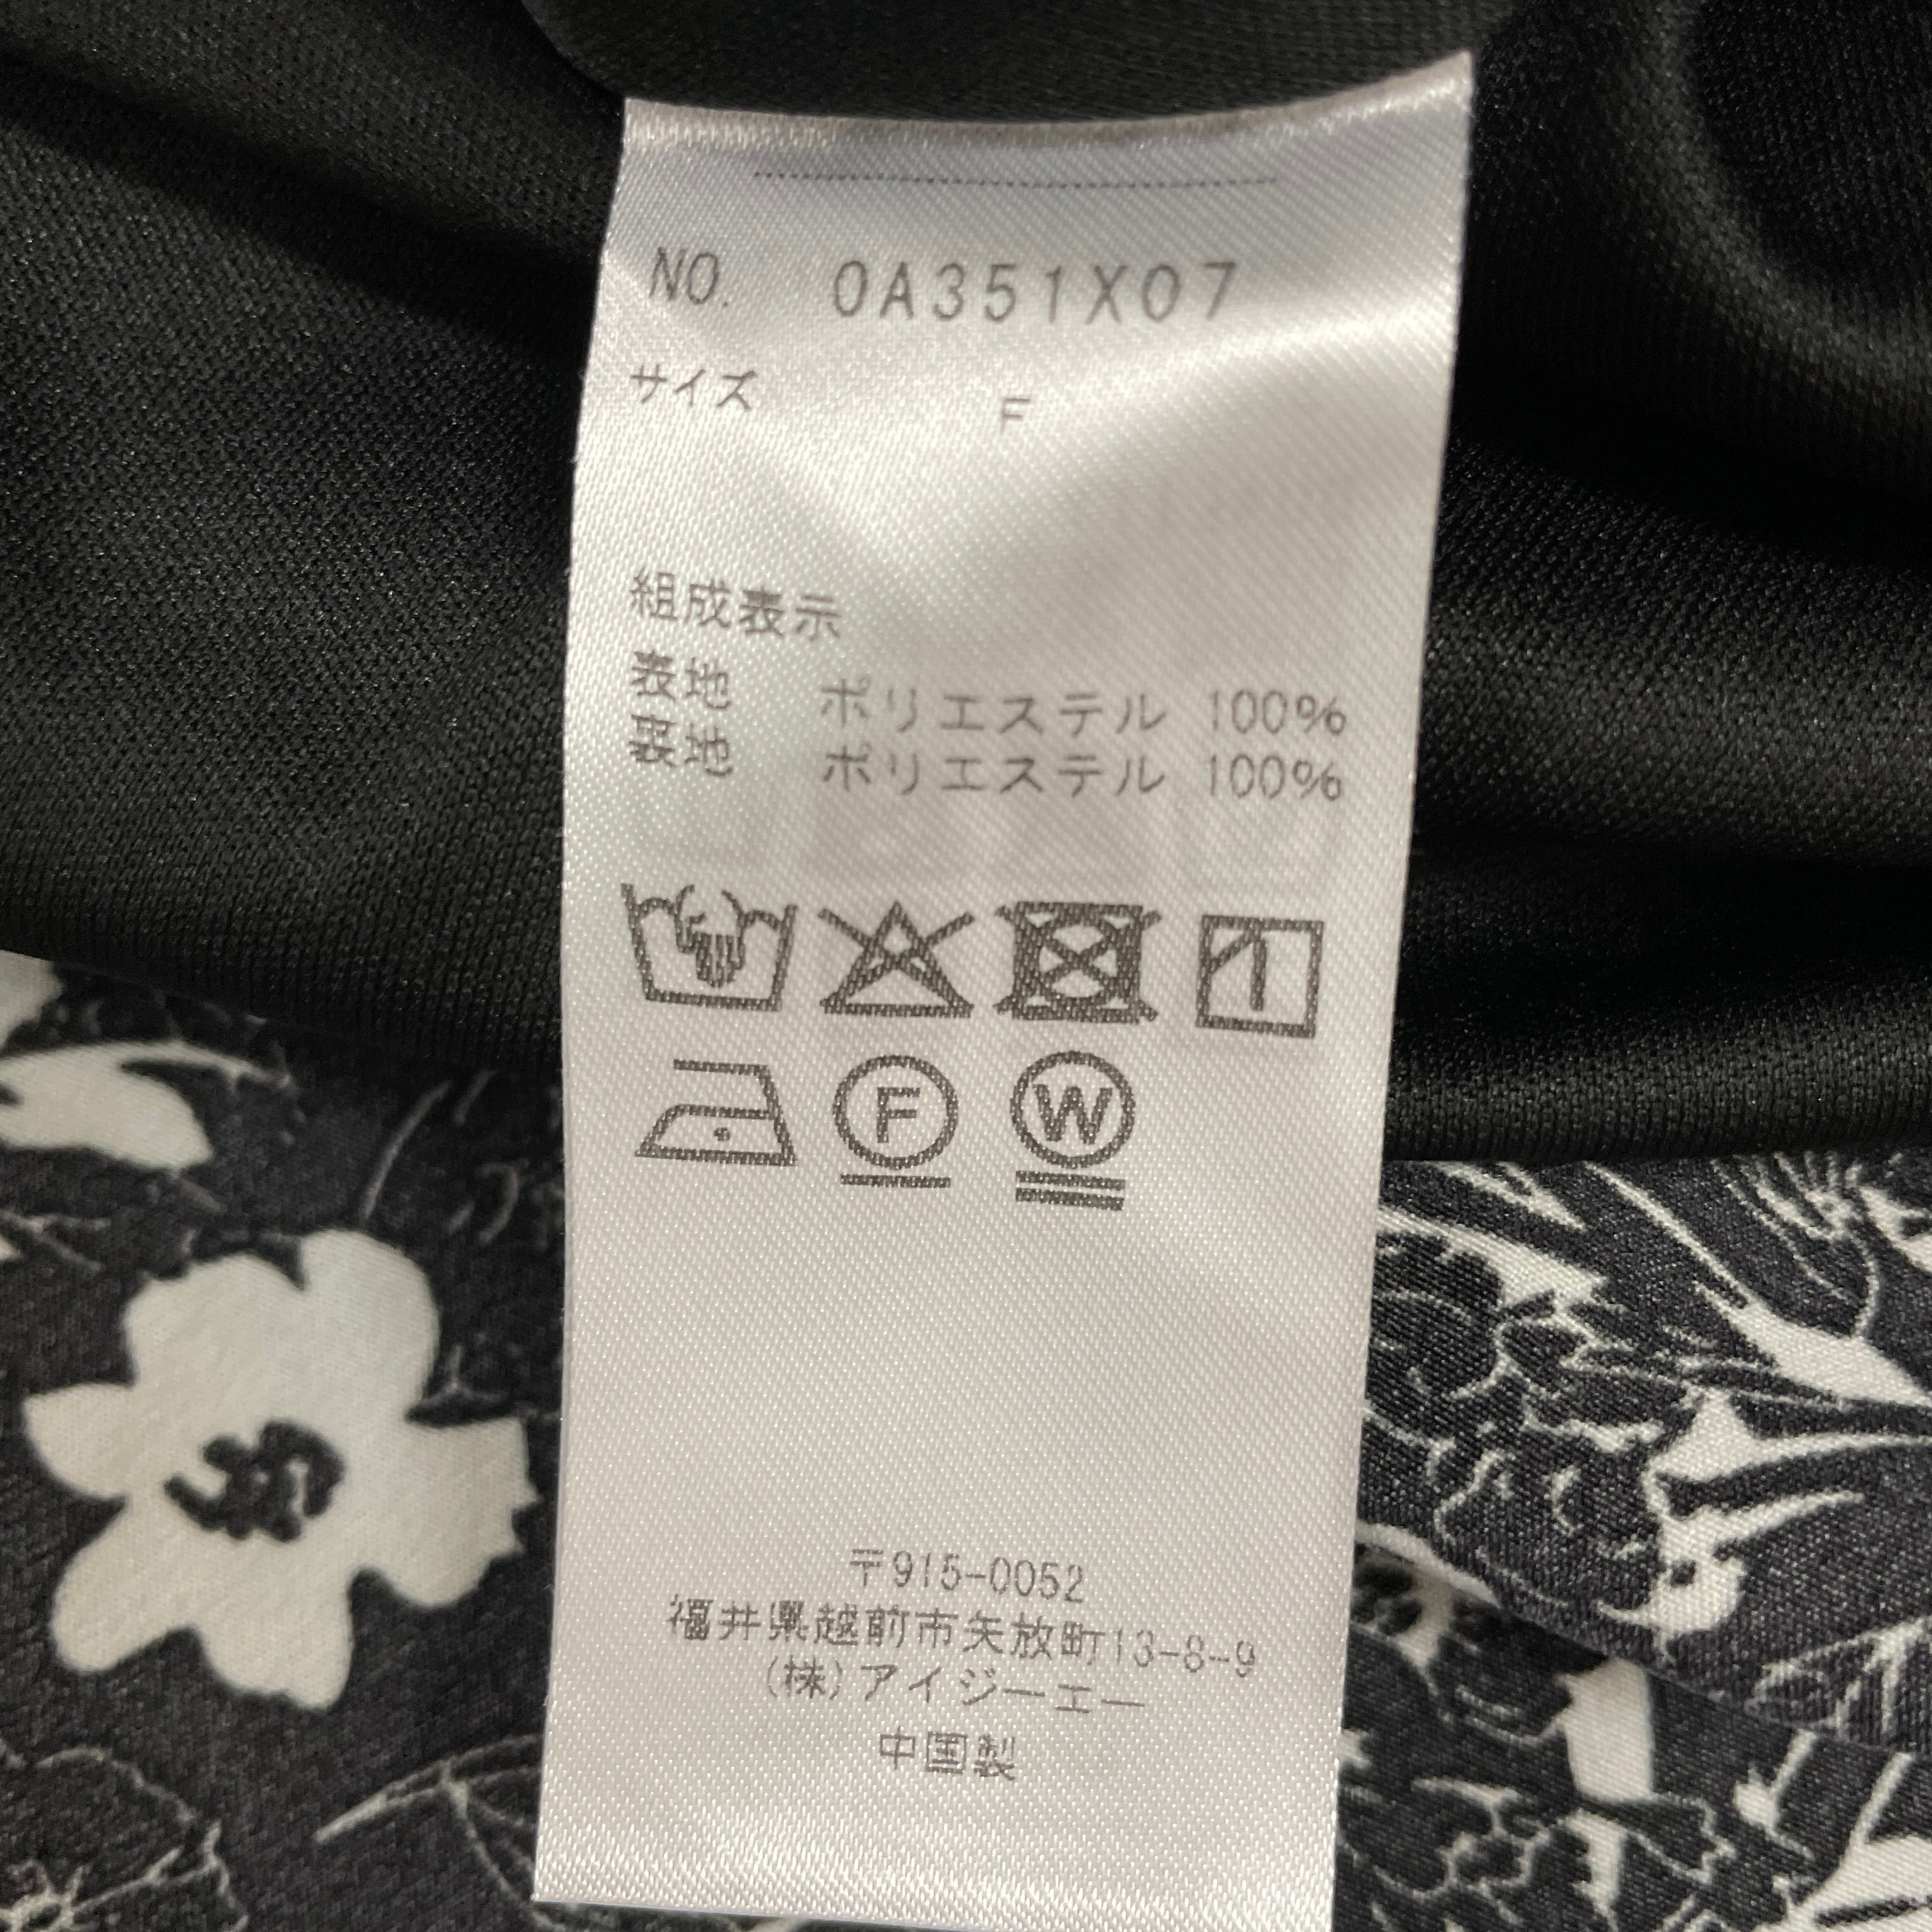 NO. 0A351X07
サイズ F
組成表示
表地 ポリエステル 100%
裏地 ポリエステル 100%
F W
〒915-0052
福井県越前市矢放町13-8-9
(株)アイジーエー
中国製